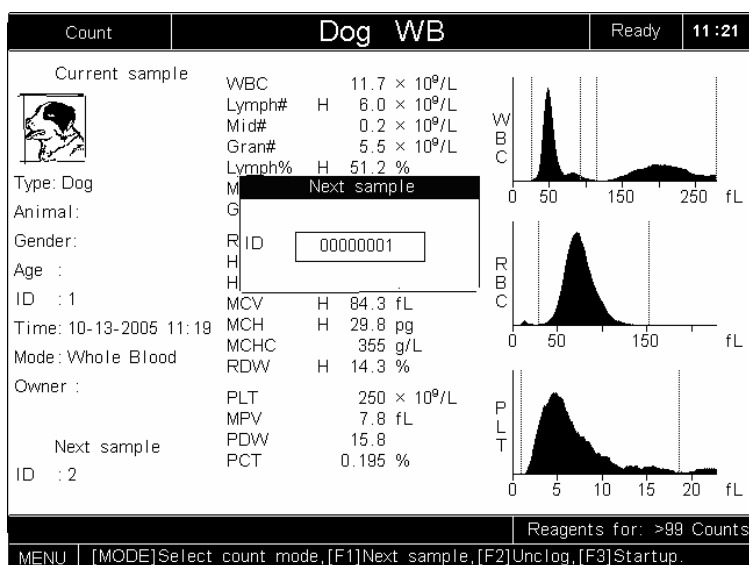 Count Dog WB Ready 11:21
Current sample
Type: Dog
Animal:
Gender:
Age :
ID : 1
Time: 10-13-2005 11:19
Mode: Whole Blood
Owner :
Next sample
ID : 2
WBC 11.7 × 10⁹/L
Lymph# H 6.0 × 10⁹/L
Mid# 0.2 × 10⁹/L
Gran# 5.5 × 10⁹/L
Lymph% H 51.2 %
M
G
R
H
H
MCV H 84.3 fL
MCH H 29.8 pg
MCHC 355 g/L
RDW H 14.3 %
PLT 250 × 10⁹/L
MPV 7.8 fL
PDW 15.8
PCT 0.195 %
Next sample
ID 00000001
WBC
0 50 150 250 fL
RBC
0 50 150 fL
PLT
0 5 10 15 20 fL
Reagents for: >99 Counts
MENU [MODE]Select count mode,[F1]Next sample,[F2]Unclog,[F3]Startup.